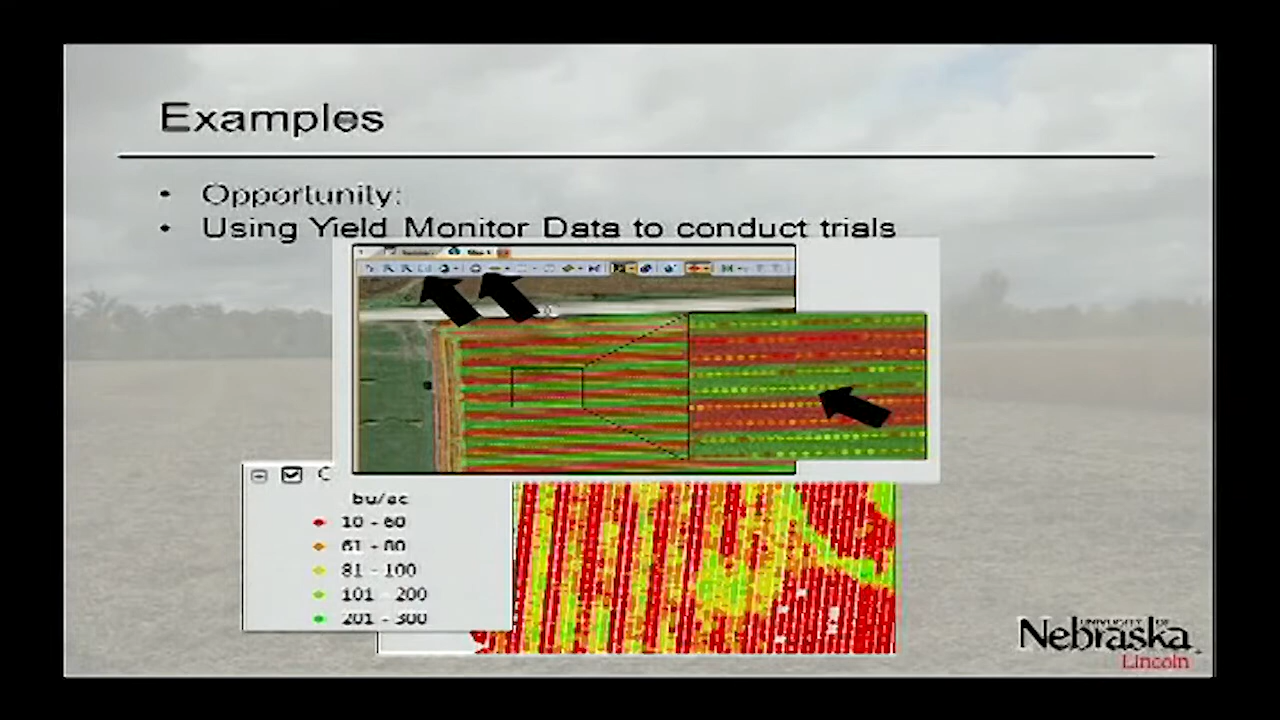 Examples
• Opportunity:
• Using Yield Monitor Data to conduct trials
bu/ac
10 - 60
61 - 80
81 - 100
101 - 200
201 - 300
UNIVERSITY OF
Nebraska
Lincoln